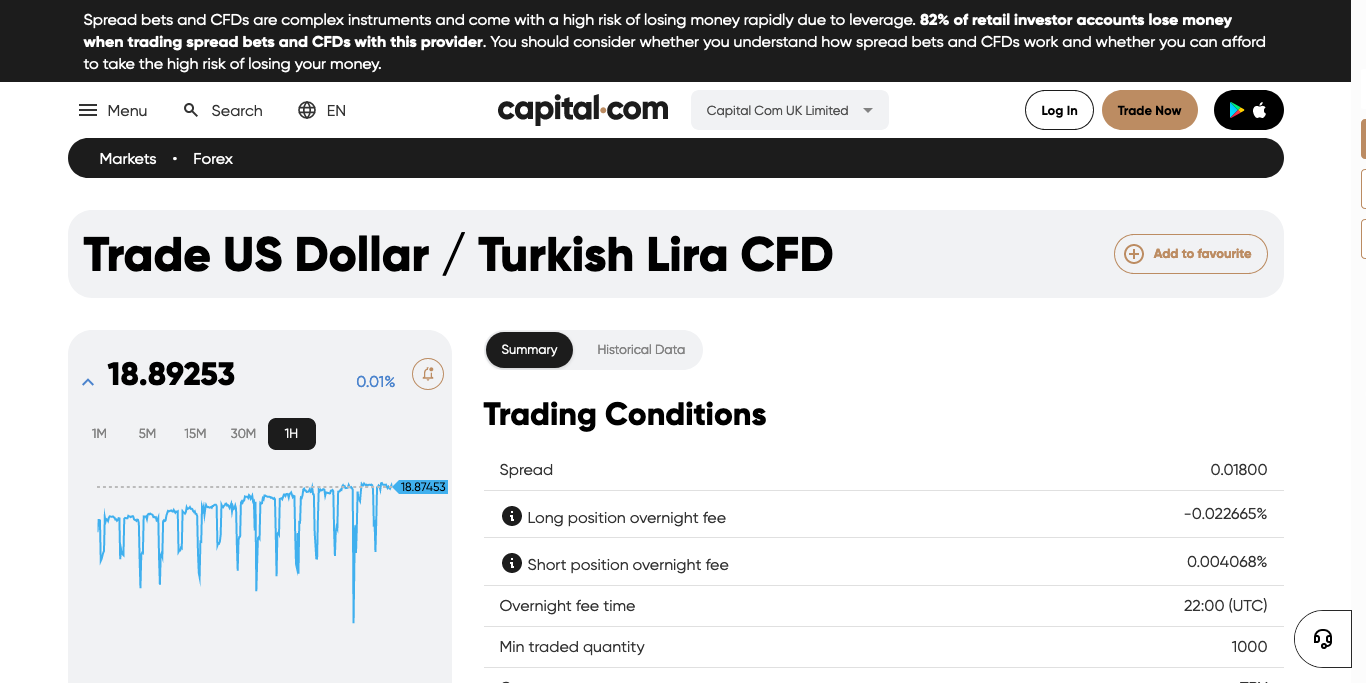 Spread bets and CFDs are complex instruments and come with a high risk of losing money rapidly due to leverage. 82% of retail investor accounts lose money
when trading spread bets and CFDs with this provider. You should consider whether you understand how spread bets and CFDs work and whether you can afford
to take the high risk of losing your money.
Menu Search EN capital.com Capital Com UK Limited Log In Trade Now
Markets • Forex
Trade US Dollar / Turkish Lira CFD Add to favourite
18.89253 0.01%
1M 5M 15M 30M 1H
18.87453
Summary Historical Data
Trading Conditions
Spread 0.01800
Long position overnight fee -0.022665%
Short position overnight fee 0.004068%
Overnight fee time 22:00 (UTC)
Min traded quantity 1000